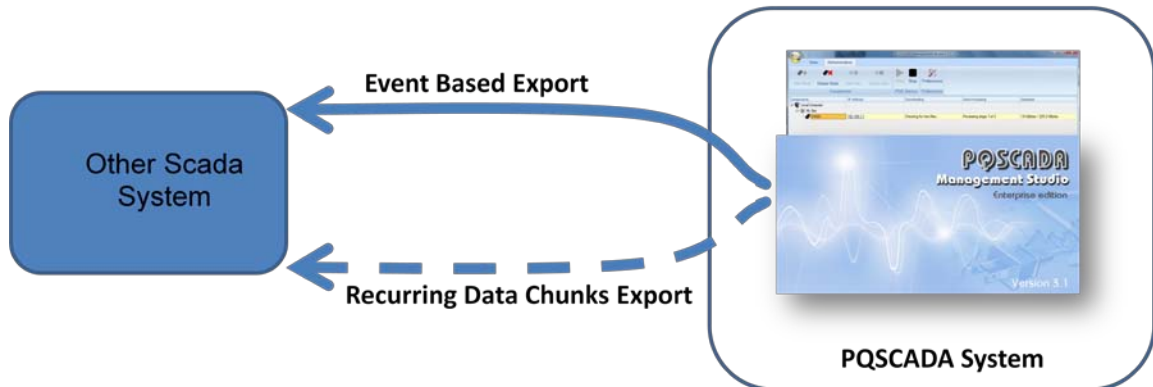 Event Based Export
Other Scada
System
Recurring Data Chunks Export
PQSCADA
Management Studio
Enterprise edition
Version 3.1
PQSCADA System